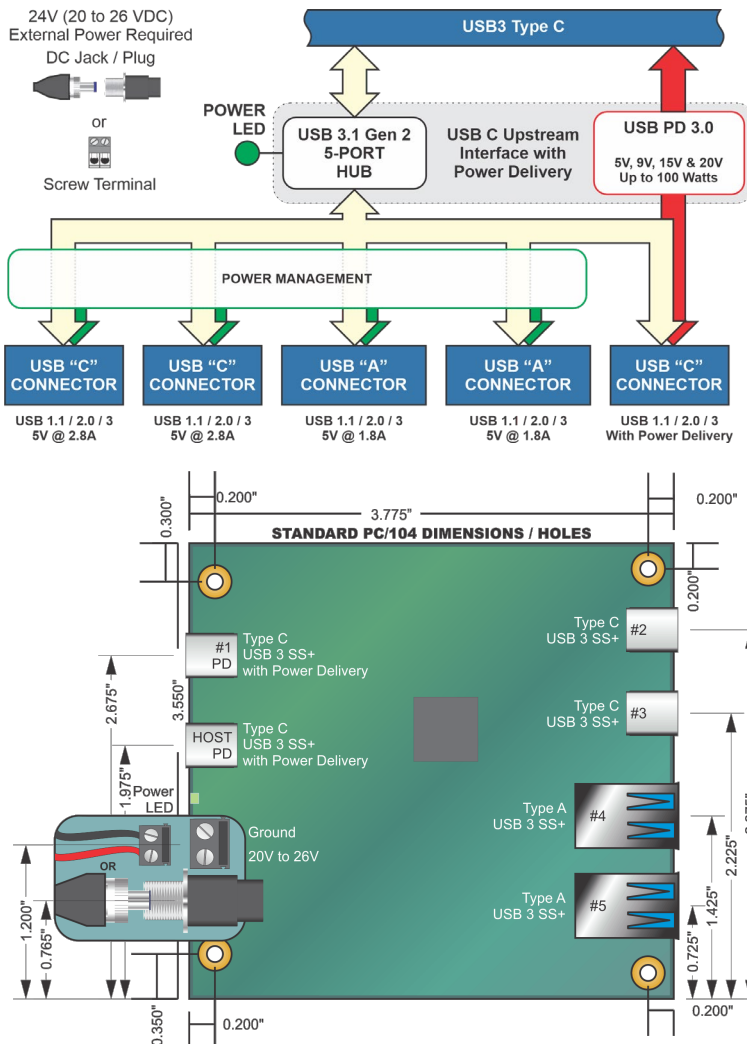 24V (20 to 26 VDC)
External Power Required
DC Jack / Plug
or
Screw Terminal
USB3 Type C
POWER
LED
USB 3.1 Gen 2
5-PORT
HUB
USB C Upstream
Interface with
Power Delivery
USB PD 3.0
5V, 9V, 15V & 20V
Up to 100 Watts
POWER MANAGEMENT
USB “C”
CONNECTOR
USB “C”
CONNECTOR
USB “A”
CONNECTOR
USB “A”
CONNECTOR
USB “C”
CONNECTOR
USB 1.1 / 2.0 / 3
5V @ 2.8A
USB 1.1 / 2.0 / 3
5V @ 2.8A
USB 1.1 / 2.0 / 3
5V @ 1.8A
USB 1.1 / 2.0 / 3
5V @ 1.8A
USB 1.1 / 2.0 / 3
With Power Delivery
0.200"
0.200"
3.775”
0.300"
STANDARD PC/104 DIMENSIONS / HOLES
0.200"
#1
PD
Type C
USB 3 SS+
with Power Delivery
Type C
USB 3 SS+
#2
2.675"
3.550"
HOST
PD
Type C
USB 3 SS+
with Power Delivery
Type C
USB 3 SS+
#3
1.975"
Power
LED
Ground
20V to 26V
OR
Type A
USB 3 SS+
#4
Type A
USB 3 SS+
#5
2.225"
1.425"
0.725"
1.200"
0.765"
0.350"
0.200"
0.200"